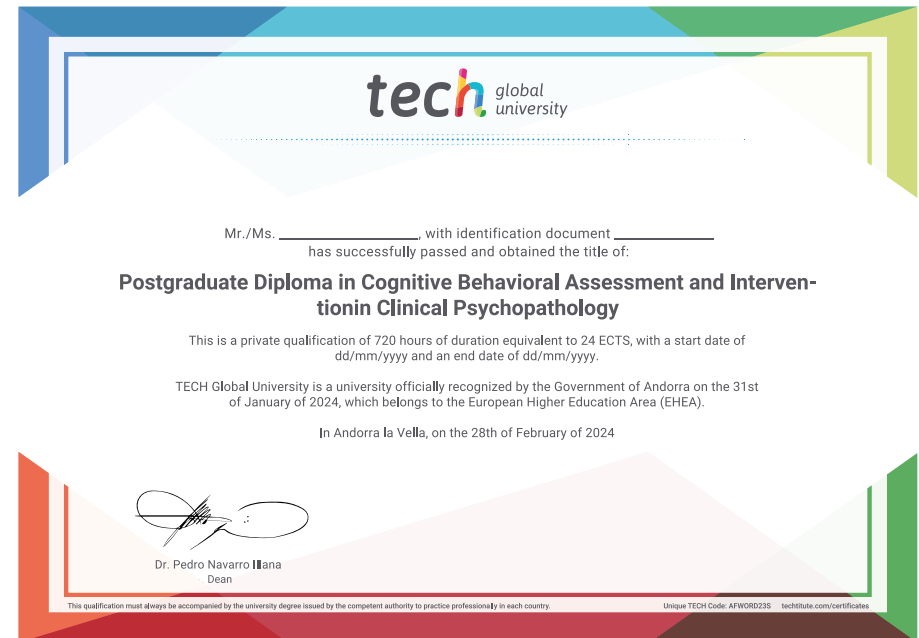 tech global university
Mr./Ms. ____________________, with identification document ______________
has successfully passed and obtained the title of:
Postgraduate Diploma in Cognitive Behavioral Assessment and Interven-
tionin Clinical Psychopathology
This is a private qualification of 720 hours of duration equivalent to 24 ECTS, with a start date of
dd/mm/yyyy and an end date of dd/mm/yyyy.
TECH Global University is a university officially recognized by the Government of Andorra on the 31st
of January of 2024, which belongs to the European Higher Education Area (EHEA).
In Andorra la Vella, on the 28th of February of 2024
Dr. Pedro Navarro Illana
Dean
This qualification must always be accompanied by the university degree issued by the competent authority to practice professionally in each country.
Unique TECH Code: AFWORD23S techtitute.com/certificates